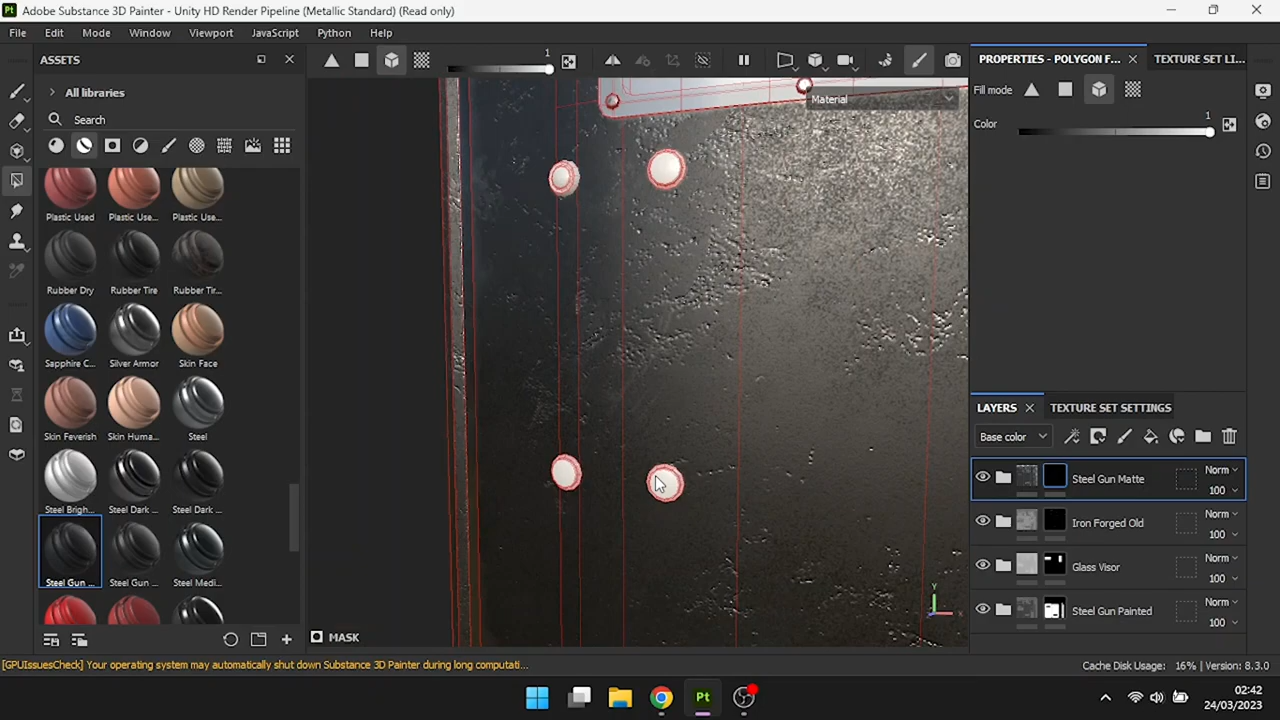 Adobe Substance 3D Painter - Unity HD Render Pipeline (Metallic Standard) (Read only)
File Edit Mode Window Viewport JavaScript Python Help
ASSETS
All libraries
Search
Plastic Used Plastic Use... Plastic Use...
Rubber Dry Rubber Tire Rubber Tir...
Sapphire C... Silver Armor Skin Face
Skin Feverish Skin Huma... Steel
Steel Brigh... Steel Dark ... Steel Dark ...
Steel Gun ... Steel Gun ... Steel Medi...
1
Material
MASK
Y
PROPERTIES - POLYGON F... TEXTURE SET LI...
Fill mode
1
Color
LAYERS TEXTURE SET SETTINGS
Base color
Steel Gun Matte Norm 100
Iron Forged Old Norm 100
Glass Visor Norm 100
Steel Gun Painted Norm 100
[GPUIssuesCheck] Your operating system may automatically shut down Substance 3D Painter during long computati...
Cache Disk Usage: 16% | Version: 8.3.0
Pt
02:42
24/03/2023